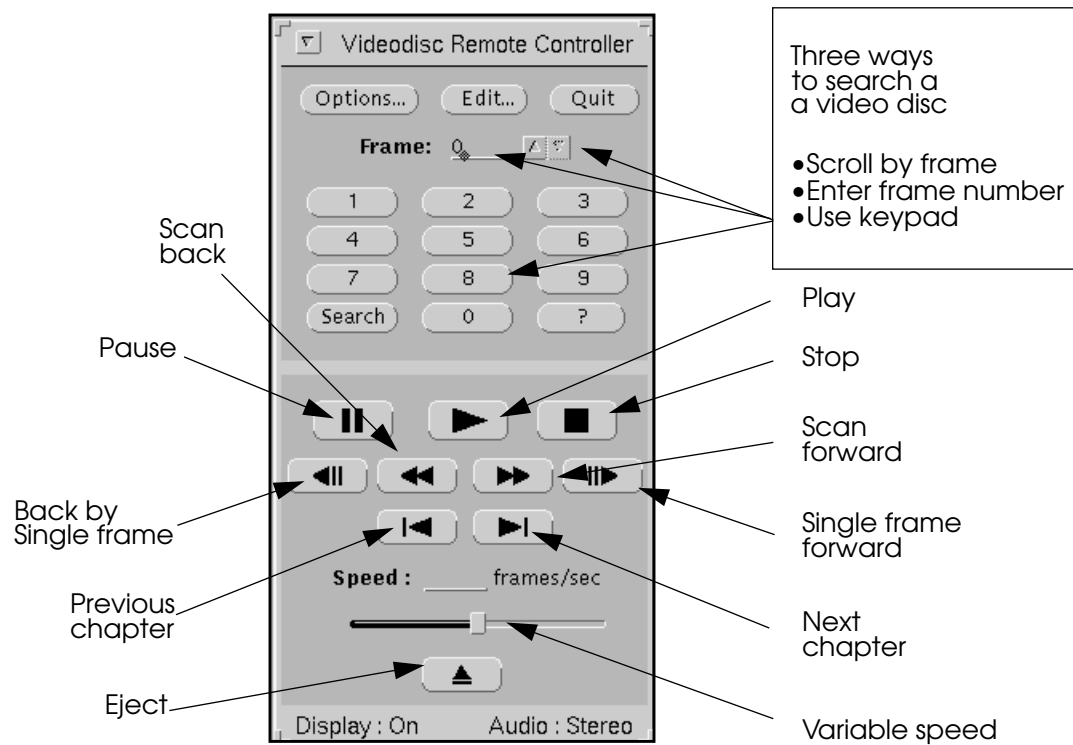 Videodisc Remote Controller
Options...
Edit...
Quit
Frame: 0
1
2
3
4
5
6
7
8
9
Search
0
?
Speed :
frames/sec
Display : On
Audio : Stereo
Three ways
to search a
a video disc
•Scroll by frame
•Enter frame number
•Use keypad
Scan
back
Pause
Back by
Single frame
Previous
chapter
Eject
Play
Stop
Scan
forward
Single frame
forward
Next
chapter
Variable speed